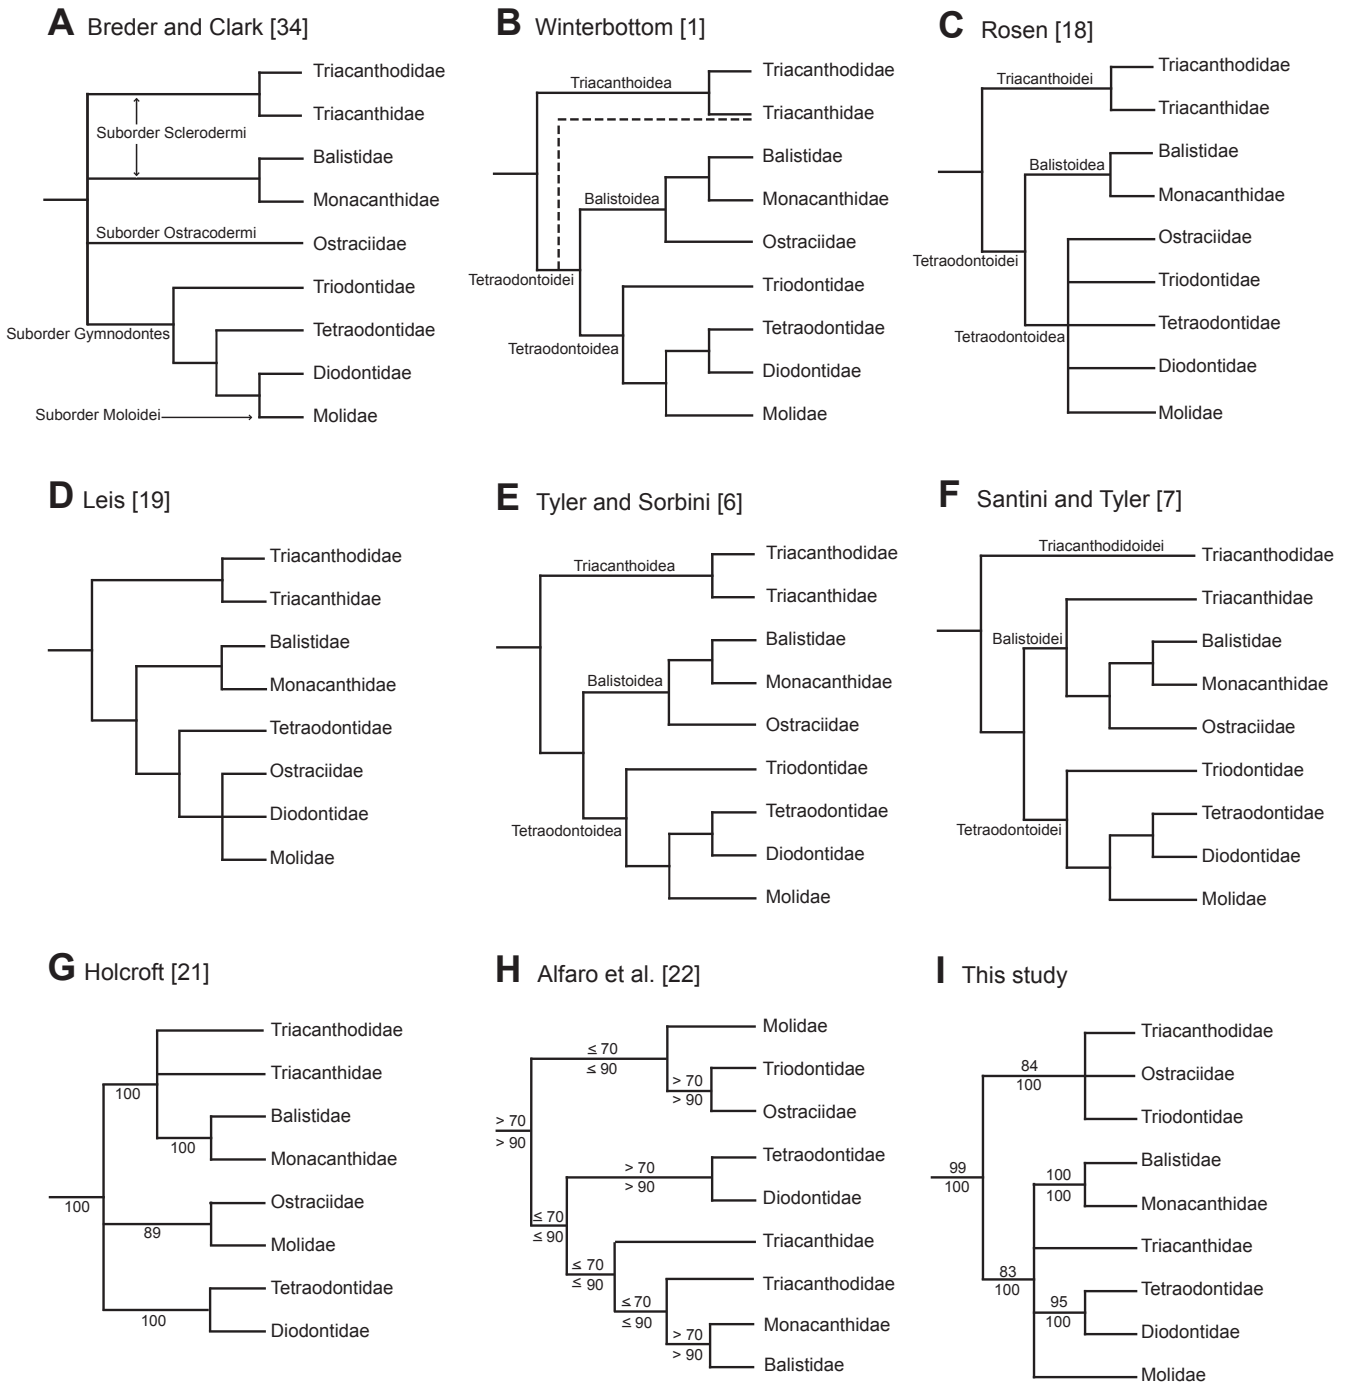 A Breder and Clark [34]
Triacanthodidae
Triacanthidae
Suborder Sclerodermi
Balistidae
Monacanthidae
Suborder Ostracodermi
Ostraciidae
Triodontidae
Suborder Gymnodontes
Tetraodontidae
Diodontidae
Suborder Moloidei
Molidae
B Winterbottom [1]
Triacanthoidea
Triacanthodidae
Triacanthidae
Balistidae
Balistoidea
Monacanthidae
Ostraciidae
Tetraodontoidei
Triodontidae
Tetraodontidae
Tetraodontoidea
Diodontidae
Molidae
C Rosen [18]
Triacanthoidei
Triacanthodidae
Triacanthidae
Balistoidea
Balistidae
Monacanthidae
Ostraciidae
Tetraodontoidei
Triodontidae
Tetraodontidae
Tetraodontoidea
Diodontidae
Molidae
D Leis [19]
Triacanthodidae
Triacanthidae
Balistidae
Monacanthidae
Tetraodontidae
Ostraciidae
Diodontidae
Molidae
E Tyler and Sorbini [6]
Triacanthoidea
Triacanthodidae
Triacanthidae
Balistidae
Balistoidea
Monacanthidae
Ostraciidae
Triodontidae
Tetraodontidae
Tetraodontoidea
Diodontidae
Molidae
F Santini and Tyler [7]
Triacanthodidoidei
Triacanthodidae
Triacanthidae
Balistoidei
Balistidae
Monacanthidae
Ostraciidae
Triodontidae
Tetraodontidae
Tetraodontoidei
Diodontidae
Molidae
G Holcroft [21]
Triacanthodidae
Triacanthidae
100
Balistidae
100
Monacanthidae
100
Ostraciidae
89
Molidae
Tetraodontidae
100
Diodontidae
H Alfaro et al. [22]
Molidae
≤ 70
≤ 90
Triodontidae
> 70
> 90
Ostraciidae
> 70
> 90
Tetraodontidae
> 70
> 90
Diodontidae
≤ 70
≤ 90
Triacanthidae
≤ 70
≤ 90
Triacanthodidae
≤ 70
≤ 90
Monacanthidae
> 70
> 90
Balistidae
I This study
Triacanthodidae
84
100
Ostraciidae
Triodontidae
99
100
Balistidae
100
100
Monacanthidae
Triacanthidae
83
100
Tetraodontidae
95
100
Diodontidae
Molidae